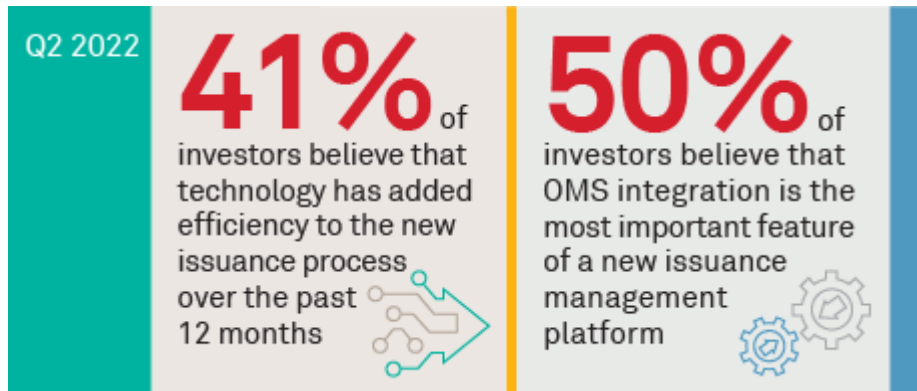 Q2 2022
41% of
investors believe that
technology has added
efficiency to the new
issuance process
over the past
12 months
50% of
investors believe that
OMS integration is the
most important feature
of a new issuance
management
platform